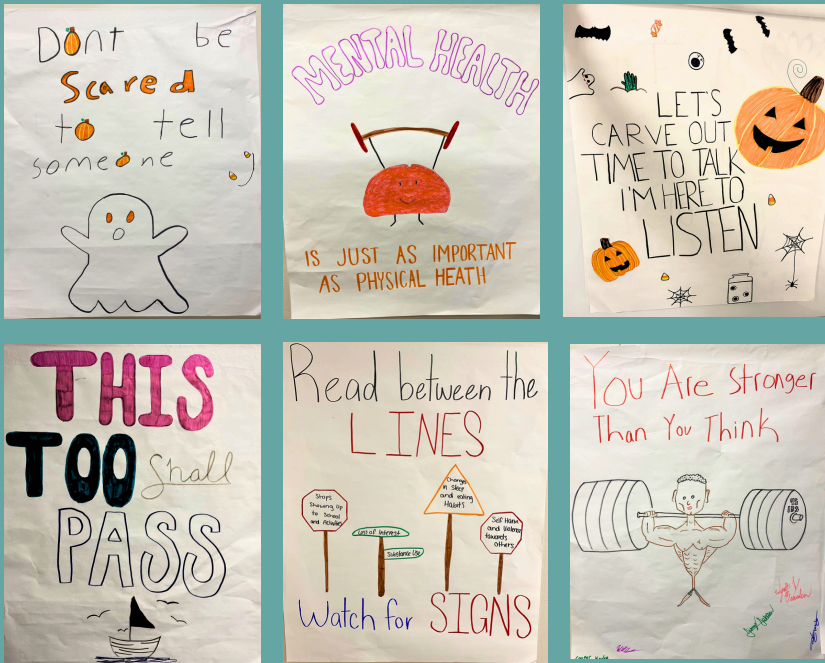 Dont be
Scared
to tell
someone
MENTAL HEALTH
IS JUST AS IMPORTANT
AS PHYSICAL HEATH
LET'S
CARVE OUT
TIME TO TALK
I'M HERE TO
LISTEN
THIS
TOO Shall
PASS
Read between the
LINES
Stops
Showing Up
to School
and Activities
Loss of Interest
Substance Use
Changes
in Sleep
and eating
Habits
Self Harm
and Violence
towards
others
Watch for SIGNS
You Are Stronger
Than You Think
LBS